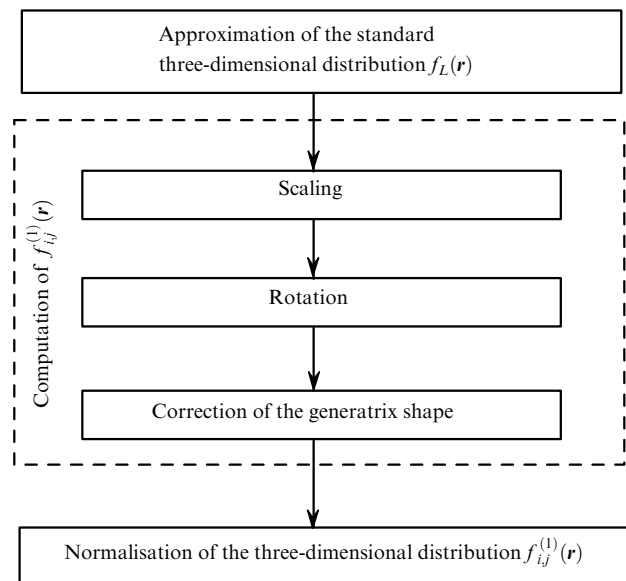 Approximation of the standard
three-dimensional distribution f_L(r)
Computation of f_{i,j}^{(1)}(r)
Scaling
Rotation
Correction of the generatrix shape
Normalisation of the three-dimensional distribution f_{i,j}^{(1)}(r)